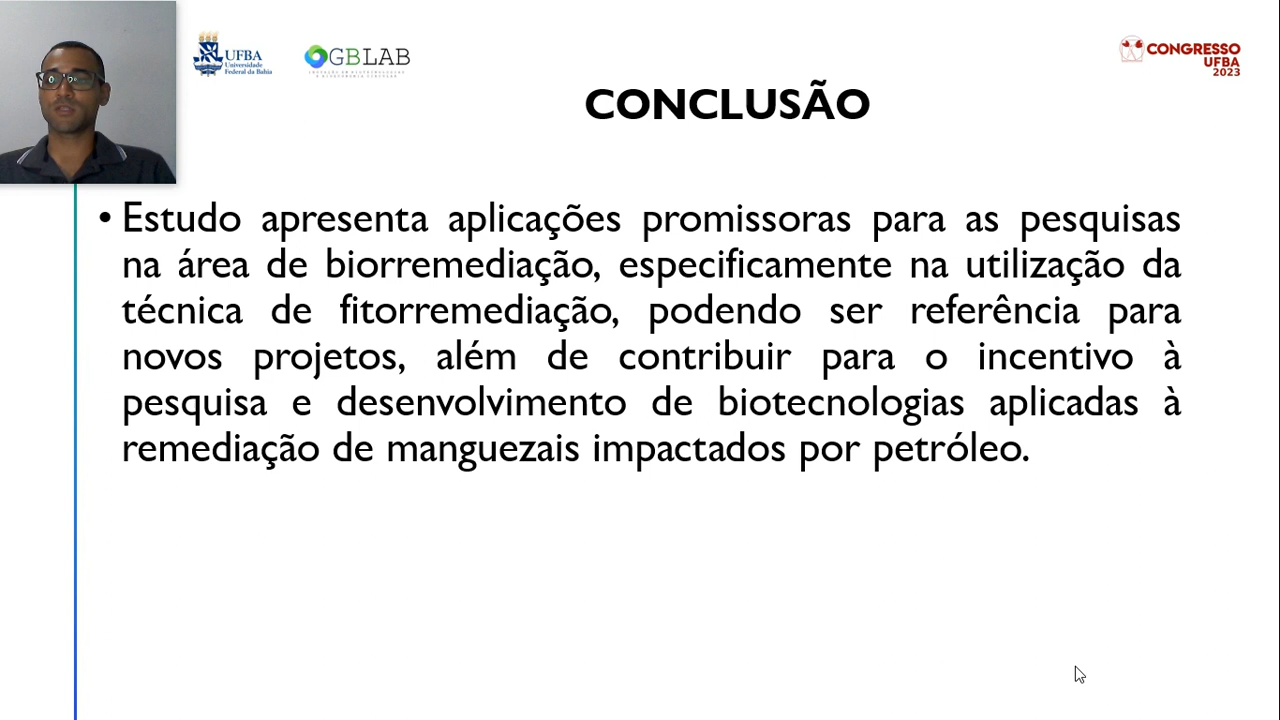 UFBA
Universidade
Federal da Bahia
GBLAB
CONGRESSO
UFBA
2023
CONCLUSÃO
• Estudo apresenta aplicações promissoras para as pesquisas
na área de biorremediação, especificamente na utilização da
técnica de fitorremediação, podendo ser referência para
novos projetos, além de contribuir para o incentivo à
pesquisa e desenvolvimento de biotecnologias aplicadas à
remediação de manguezais impactados por petróleo.